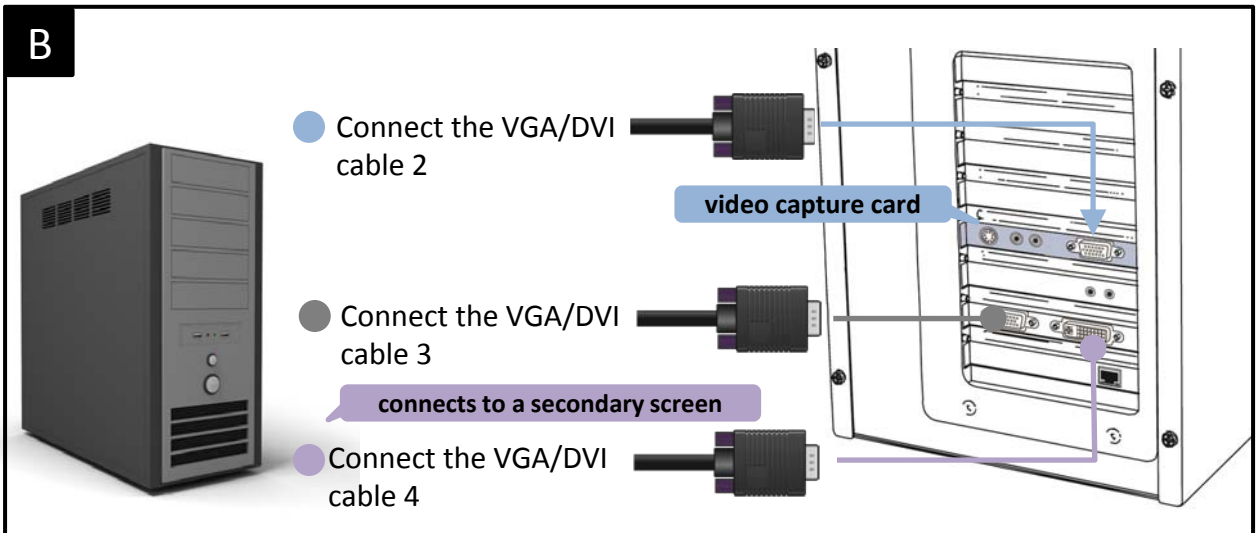 B
Connect the VGA/DVI
cable 2
video capture card
Connect the VGA/DVI
cable 3
connects to a secondary screen
Connect the VGA/DVI
cable 4